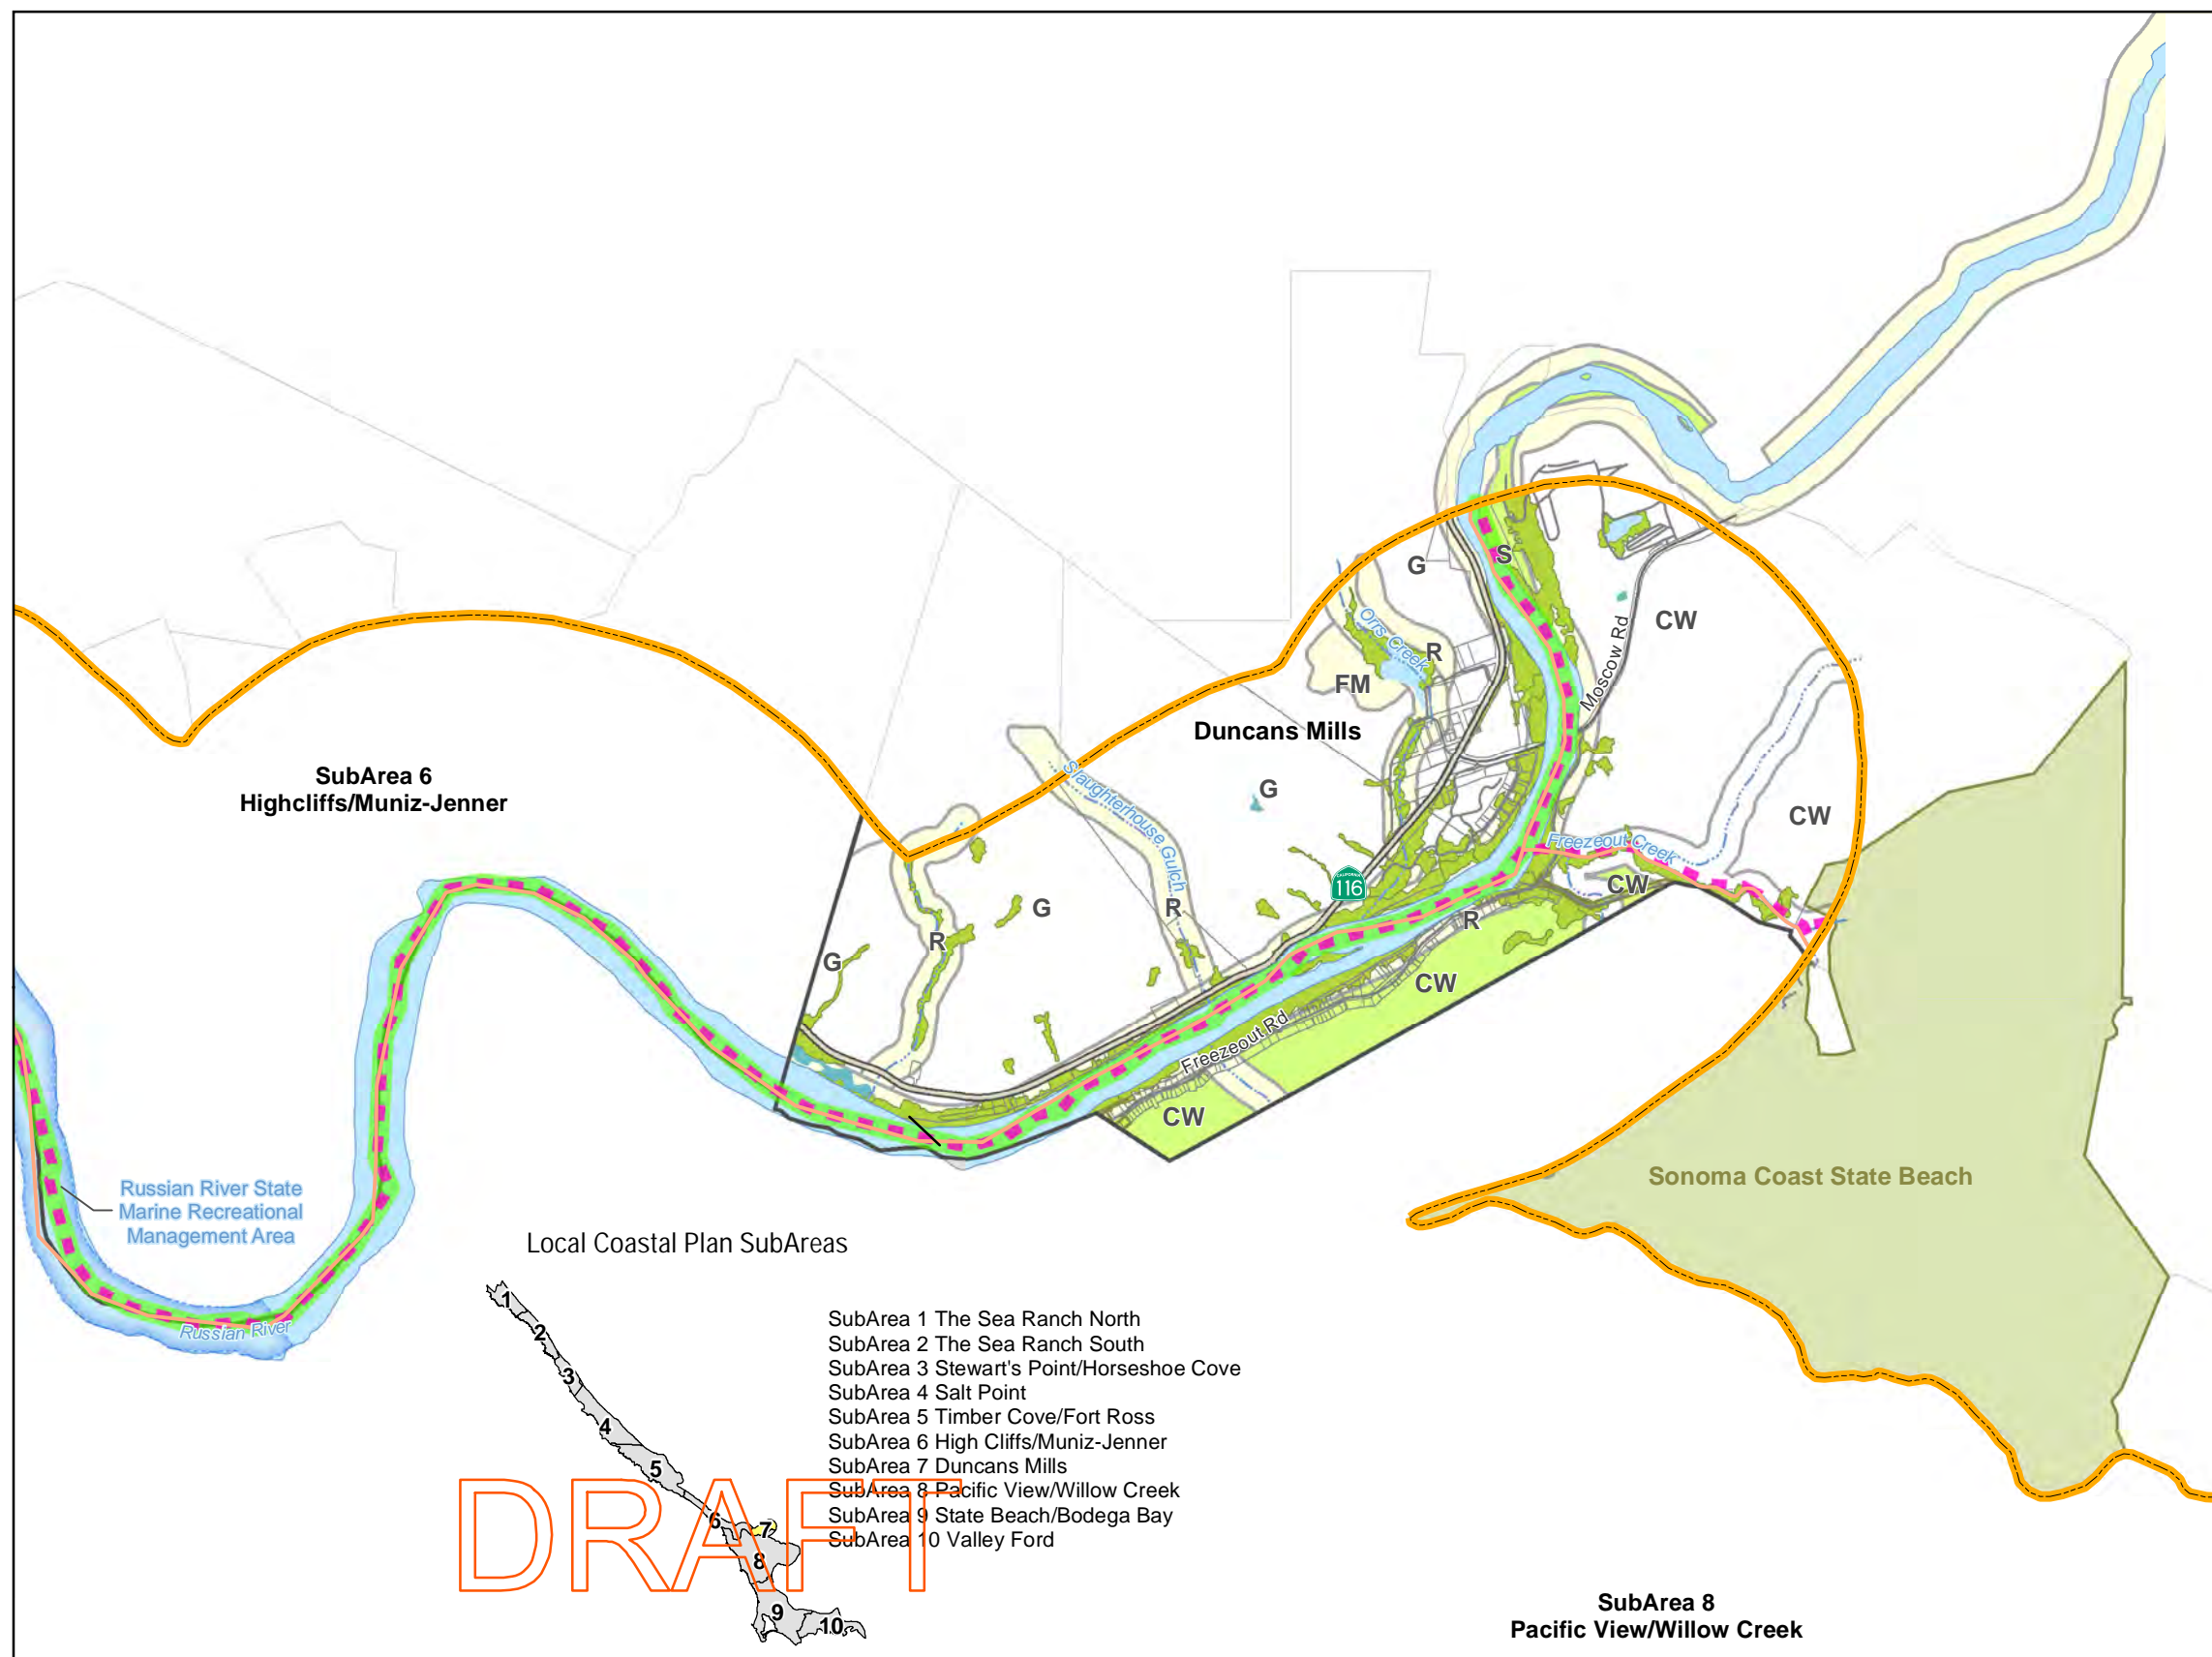 S
G
CW
Orrs Creek
R
Moscow Rd
FM
Duncans Mills
SubArea 6
Highcliffs/Muniz-Jenner
Slaughterhouse Gulch
G
CW
Freezeout Creek
CALIFORNIA
116
CW
G
R
R
R
G
CW
Freezeout Rd
CW
Sonoma Coast State Beach
Russian River State
Marine Recreational
Management Area
Russian River
Local Coastal Plan SubAreas
1
2
3
4
5
6
7
8
9
10
SubArea 1 The Sea Ranch North
SubArea 2 The Sea Ranch South
SubArea 3 Stewart's Point/Horseshoe Cove
SubArea 4 Salt Point
SubArea 5 Timber Cove/Fort Ross
SubArea 6 High Cliffs/Muniz-Jenner
SubArea 7 Duncans Mills
SubArea 8 Pacific View/Willow Creek
SubArea 9 State Beach/Bodega Bay
SubArea 10 Valley Ford
DRAFT
SubArea 8
Pacific View/Willow Creek